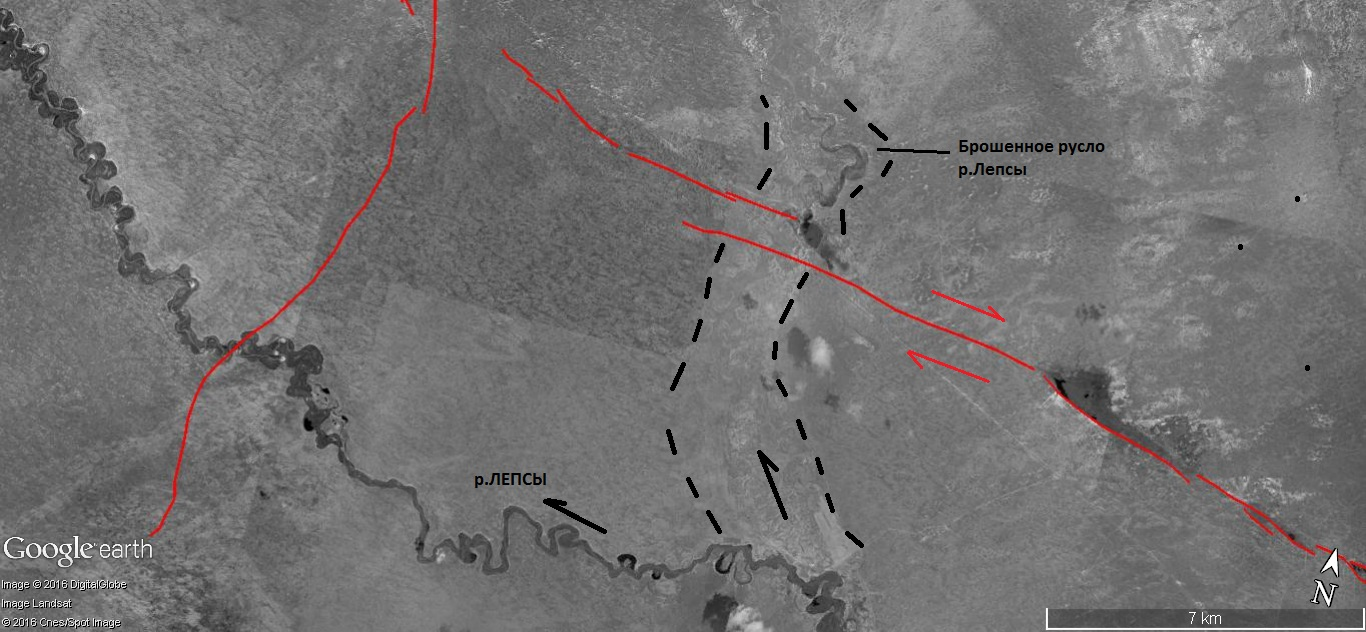 Брошенное русло
р.Лепсы
р.ЛЕПСЫ
Google earth
Image © 2016 DigitalGlobe
Image Landsat
© 2016 Cnes/Spot Image
N
7 km